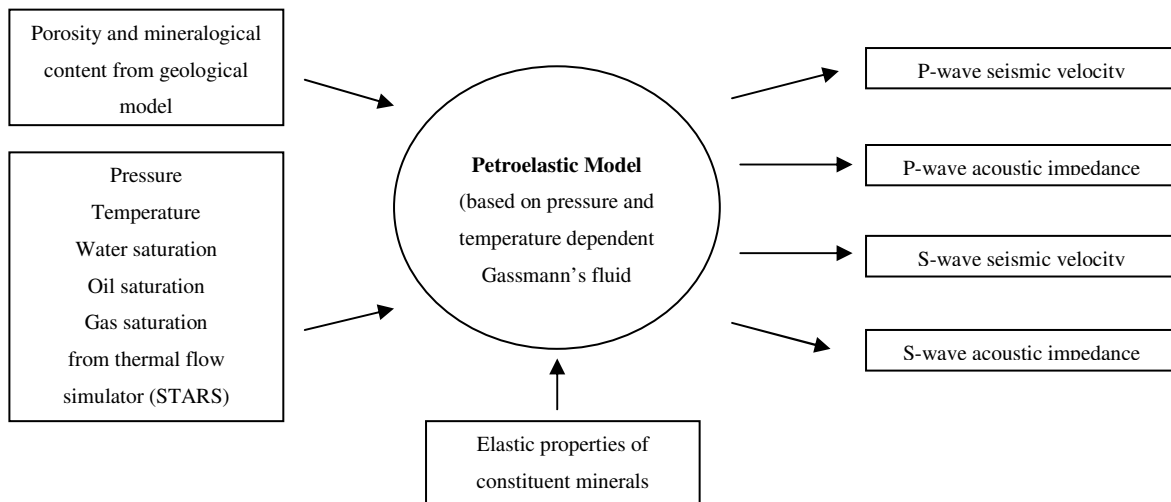 Porosity and mineralogical
content from geological
model
Pressure
Temperature
Water saturation
Oil saturation
Gas saturation
from thermal flow
simulator (STARS)
Petroelastic Model
(based on pressure and
temperature dependent
Gassmann’s fluid
Elastic properties of
constituent minerals
P-wave seismic velocity
P-wave acoustic impedance
S-wave seismic velocity
S-wave acoustic impedance